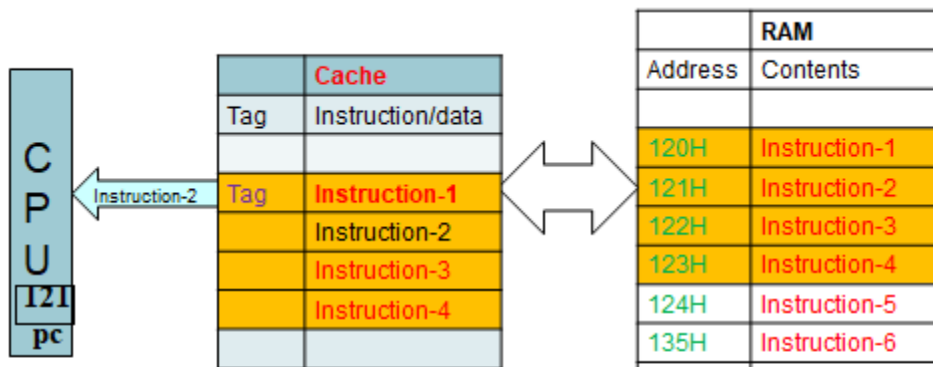 C
P
U
121
pc
Instruction-2
Cache
Tag Instruction/data
Tag Instruction-1
Instruction-2
Instruction-3
Instruction-4
RAM
Address Contents
120H Instruction-1
121H Instruction-2
122H Instruction-3
123H Instruction-4
124H Instruction-5
135H Instruction-6